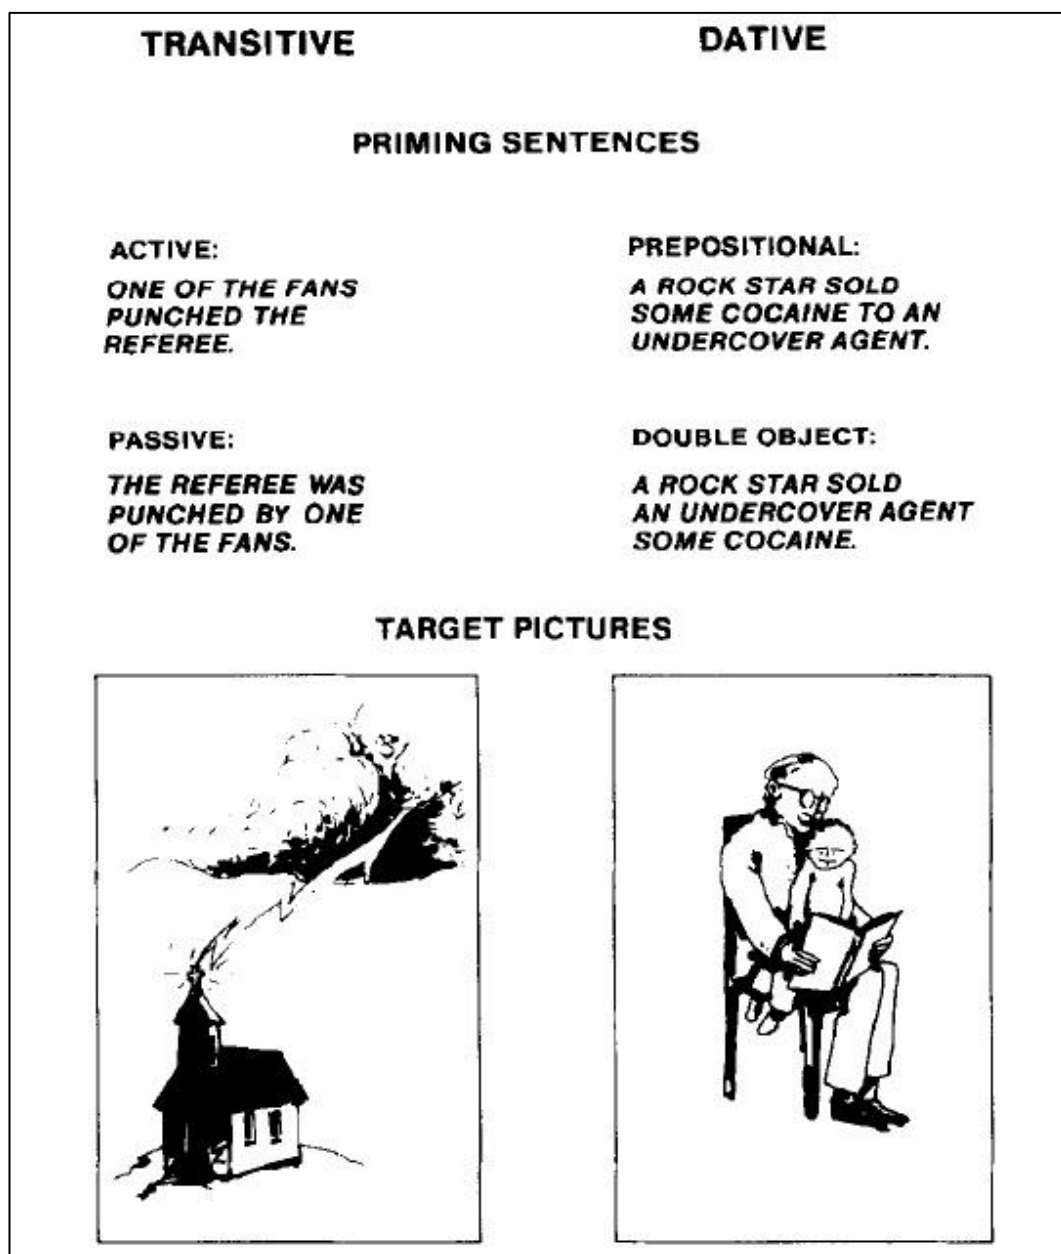 TRANSITIVE
DATIVE
PRIMING SENTENCES
ACTIVE:
ONE OF THE FANS
PUNCHED THE
REFEREE.
PREPOSITIONAL:
A ROCK STAR SOLD
SOME COCAINE TO AN
UNDERCOVER AGENT.
PASSIVE:
THE REFEREE WAS
PUNCHED BY ONE
OF THE FANS.
DOUBLE OBJECT:
A ROCK STAR SOLD
AN UNDERCOVER AGENT
SOME COCAINE.
TARGET PICTURES